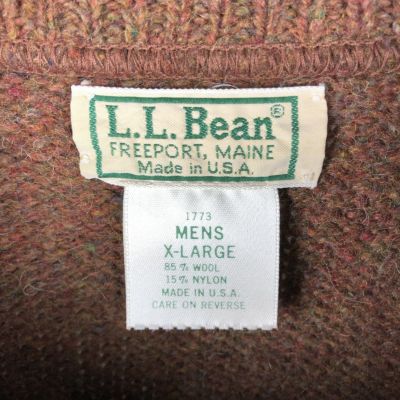 L.L.Bean®
FREEPORT, MAINE
Made in U.S.A.
1773
MENS
X-LARGE
85% WOOL
15% NYLON
MADE IN U.S.A.
CARE ON REVERSE